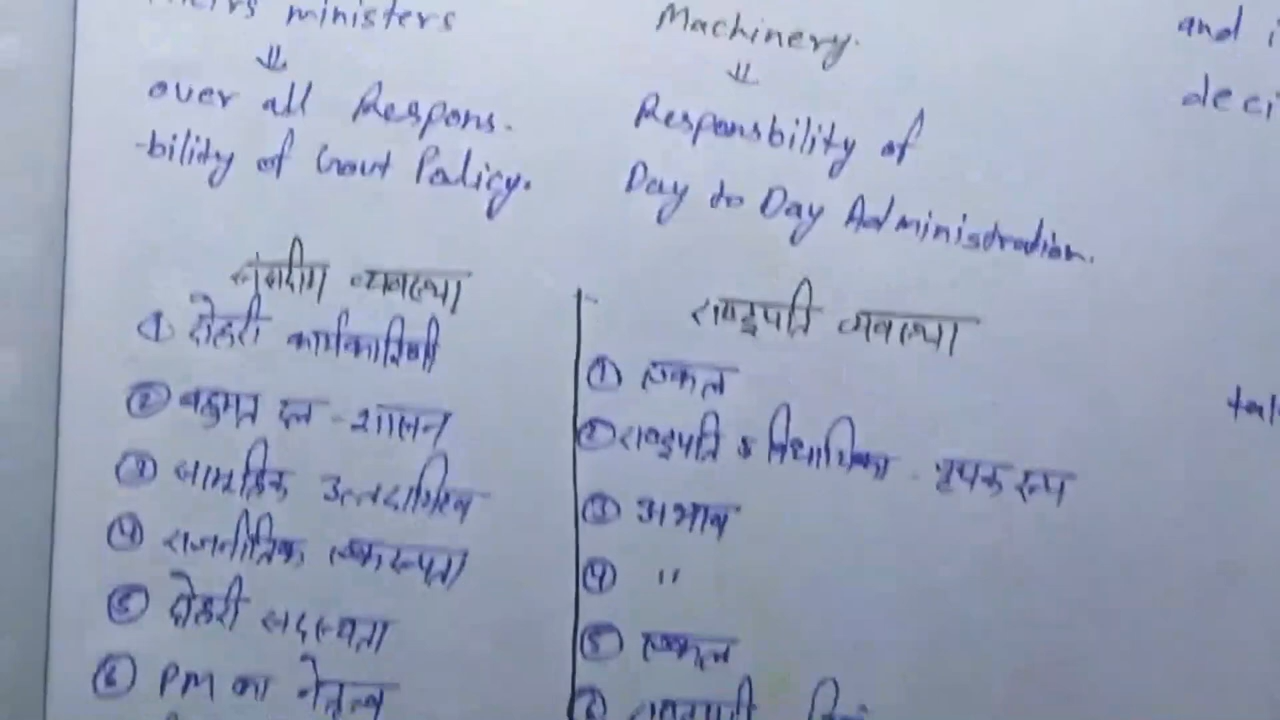 ministers
Machinery.
and
⇓
⇓
over all Respons.
Responsbility of
deci
-bility of Govt Policy.
Day to Day Administration.
संसदीय व्यवस्था
राष्ट्रपति व्यवस्था
① दोहरी कार्यकारिणी
① एकल
② बहुमत दल - शासन
② राष्ट्रपति व विधायिका - पृथक रूप
③ सामूहिक उत्तरदायित्व
③ अभाव
④ राजनीतिक एकरूपता
④ "
⑤ दोहरी सदस्यता
⑤ एकल
⑥ PM का नेतृत्व